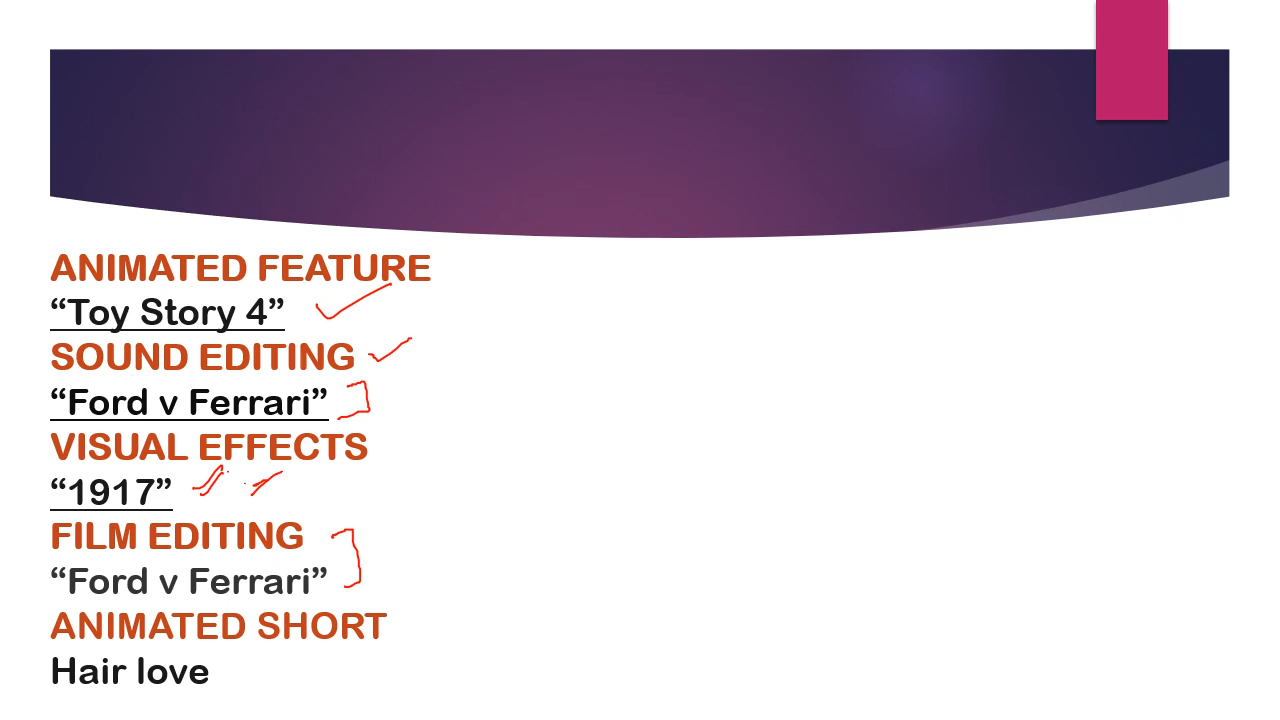 ANIMATED FEATURE
“Toy Story 4”
SOUND EDITING
“Ford v Ferrari”
VISUAL EFFECTS
“1917”
FILM EDITING
“Ford v Ferrari”
ANIMATED SHORT
Hair love